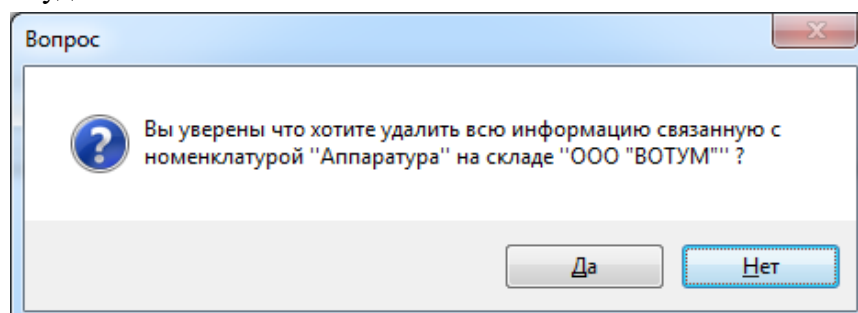 Вопрос
Вы уверены что хотите удалить всю информацию связанную с
номенклатурой ''Аппаратура'' на складе ''ООО "ВОТУМ"'' ?
Да
Нет